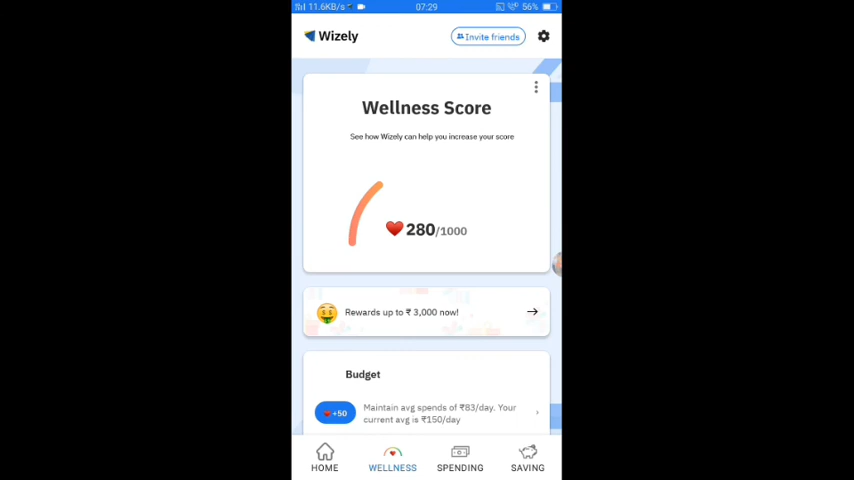 11.6KB/s 07:29 56%
Wizely Invite friends
Wellness Score
See how Wizely can help you increase your score
280/1000
Rewards up to ₹ 3,000 now!
Budget
+50
Maintain avg spends of ₹83/day. Your
current avg is ₹150/day
HOME WELLNESS SPENDING SAVING